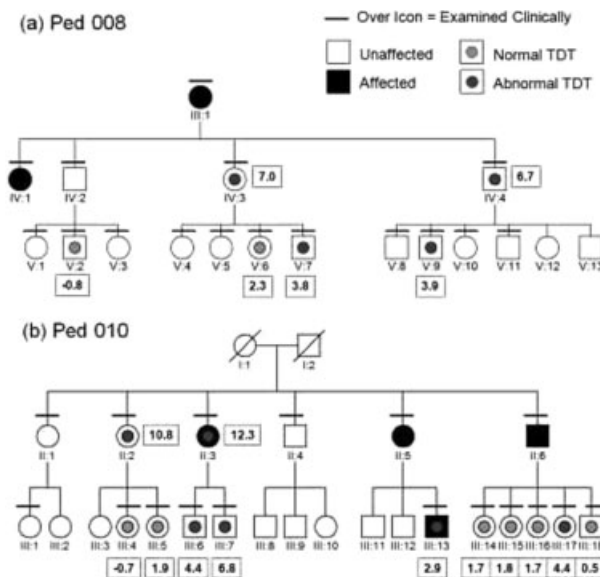 (a) Ped 008
Over Icon = Examined Clinically
Unaffected
Normal TDT
Affected
Abnormal TDT
III:1
7.0
6.7
IV:1
IV:2
IV:3
IV:4
V:1
V:2
V:3
V:4
V:5
V:6
V:7
V:8
V:9
V:10
V:11
V:12
V:13
-0.8
2.3
3.8
3.9
(b) Ped 010
I:1
I:2
10.8
12.3
II:1
II:2
II:3
II:4
II:5
II:6
III:1
III:2
III:3
III:4
III:5
III:6
III:7
III:8
III:9
III:10
III:11
III:12
III:13
III:14
III:15
III:16
III:17
III:18
-0.7
1.9
4.4
6.8
2.9
1.7
1.8
1.7
4.4
0.5